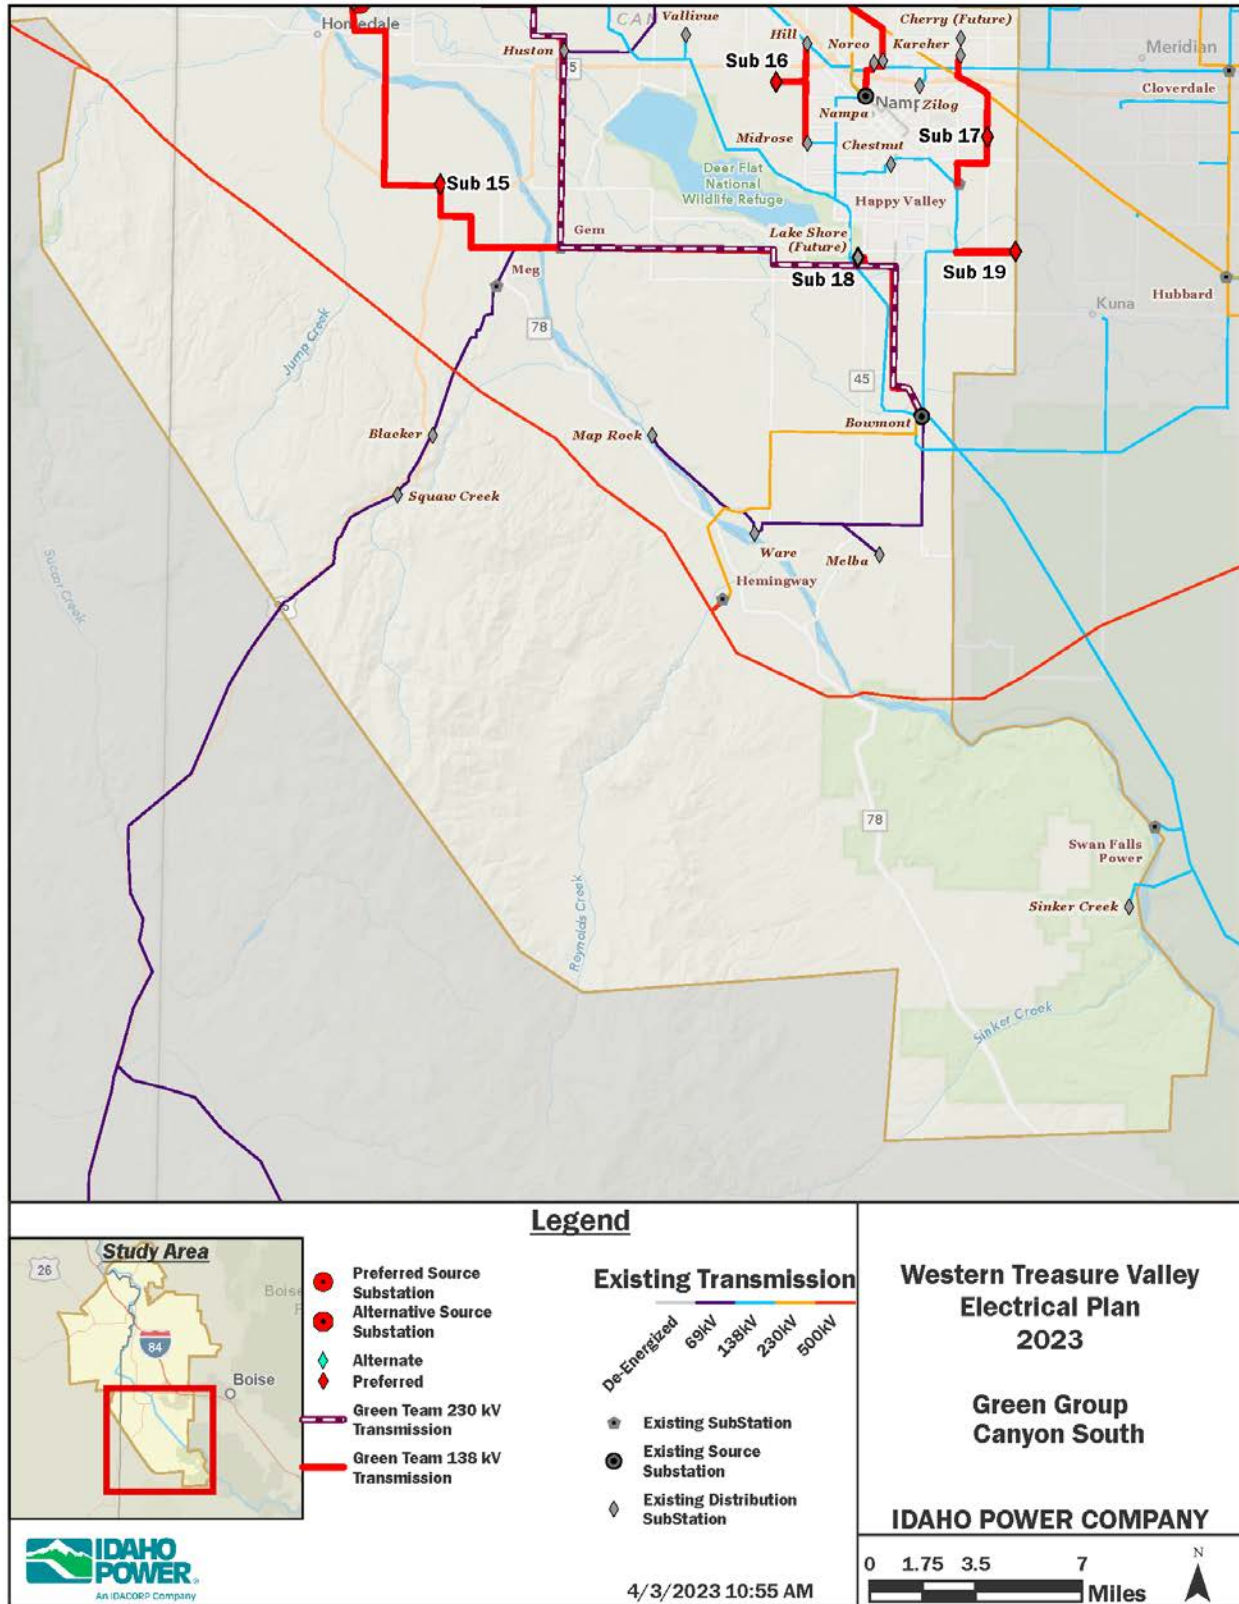 Homedale
CAN
Vallivue
Huston
5
Hill
Norco
Cherry (Future)
Karcher
Meridian
Sub 16
Cloverdale
Nampa
Nampa
Zilog
Midrose
Chestnut
Sub 17
Deer Flat
National
Wildlife Refuge
Sub 15
Happy Valley
Gem
Lake Shore
(Future)
Sub 18
Sub 19
Meg
Hubbard
Kuna
78
Jump Creek
45
Blacker
Map Rock
Bowmont
Squaw Creek
Succor Creek
Ware
Melba
Hemingway
78
Swan Falls
Power
Reynolds Creek
Sinker Creek
Sinker Creek
Legend
Study Area
26
84
Boise
Boise
Preferred Source
Substation
Alternative Source
Substation
Alternate
Preferred
Green Team 230 kV
Transmission
Green Team 138 kV
Transmission
Existing Transmission
De-Energized
69kV
138kV
230kV
500kV
Existing SubStation
Existing Source
Substation
Existing Distribution
SubStation
Western Treasure Valley
Electrical Plan
2023
Green Group
Canyon South
IDAHO POWER COMPANY
IDAHO
POWER®
An IDACORP Company
4/3/2023 10:55 AM
0 1.75 3.5 7
Miles
N